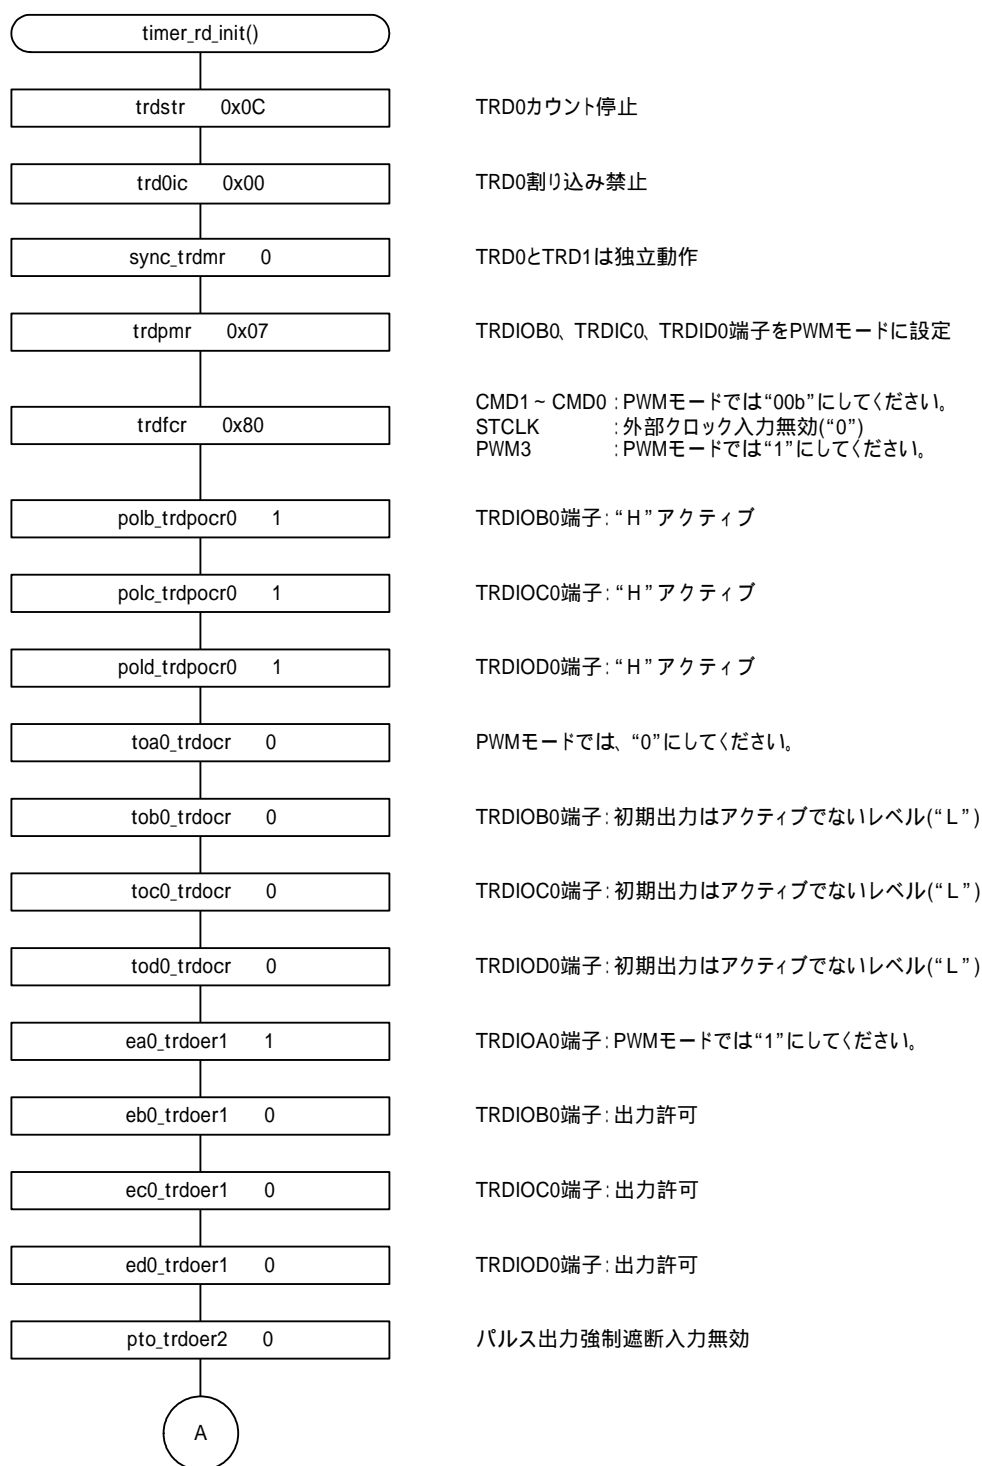 timer_rd_init()
trdstr 0x0C TRD0カウント停止
trd0ic 0x00 TRD0割り込み禁止
sync_trdmr 0 TRD0とTRD1は独立動作
trdpmr 0x07 TRDIOB0、TRDIC0、TRDID0端子をPWMモードに設定
CMD1~CMD0 :PWMモードでは“00b”にしてください。
trdfcr 0x80 STCLK :外部クロック入力無効(“0”)
PWM3 :PWMモードでは“1”にしてください。
polb_trdpocr0 1 TRDIOB0端子:“H”アクティブ
polc_trdpocr0 1 TRDIOC0端子:“H”アクティブ
pold_trdpocr0 1 TRDIOD0端子:“H”アクティブ
toa0_trdocr 0 PWMモードでは、“0”にしてください。
tob0_trdocr 0 TRDIOB0端子:初期出力はアクティブでないレベル(“L”)
toc0_trdocr 0 TRDIOC0端子:初期出力はアクティブでないレベル(“L”)
tod0_trdocr 0 TRDIOD0端子:初期出力はアクティブでないレベル(“L”)
ea0_trdoer1 1 TRDIOA0端子:PWMモードでは“1”にしてください。
eb0_trdoer1 0 TRDIOB0端子:出力許可
ec0_trdoer1 0 TRDIOC0端子:出力許可
ed0_trdoer1 0 TRDIOD0端子:出力許可
pto_trdoer2 0 パルス出力強制遮断入力無効
A